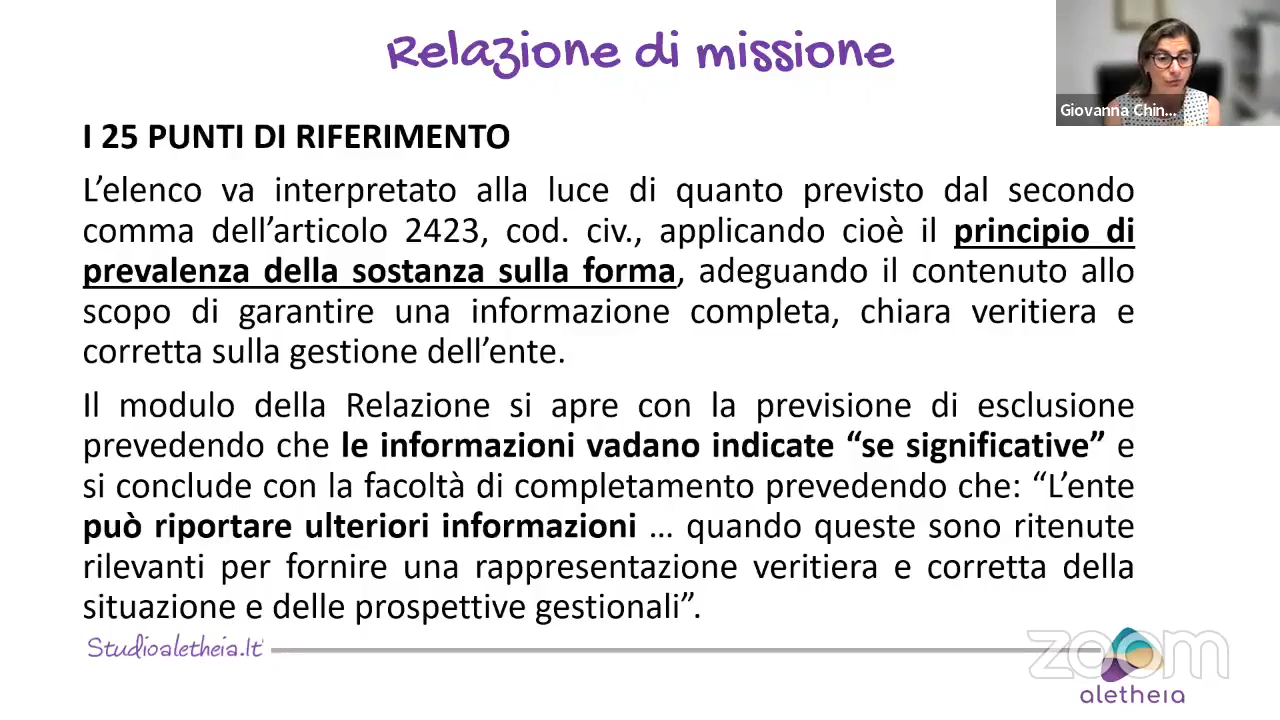 Relazione di missione
Giovanna Chin...
I 25 PUNTI DI RIFERIMENTO
L’elenco va interpretato alla luce di quanto previsto dal secondo
comma dell’articolo 2423, cod. civ., applicando cioè il principio di
prevalenza della sostanza sulla forma, adeguando il contenuto allo
scopo di garantire una informazione completa, chiara veritiera e
corretta sulla gestione dell’ente.
Il modulo della Relazione si apre con la previsione di esclusione
prevedendo che le informazioni vadano indicate “se significative” e
si conclude con la facoltà di completamento prevedendo che: “L’ente
può riportare ulteriori informazioni … quando queste sono ritenute
rilevanti per fornire una rappresentazione veritiera e corretta della
situazione e delle prospettive gestionali”.
Studioaletheia.It
zoom
aletheia